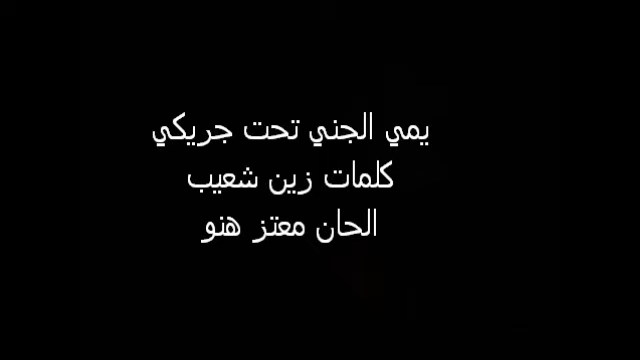 يمي الجني تحت جريكي
كلمات زين شعيب
الحان معتز هنو